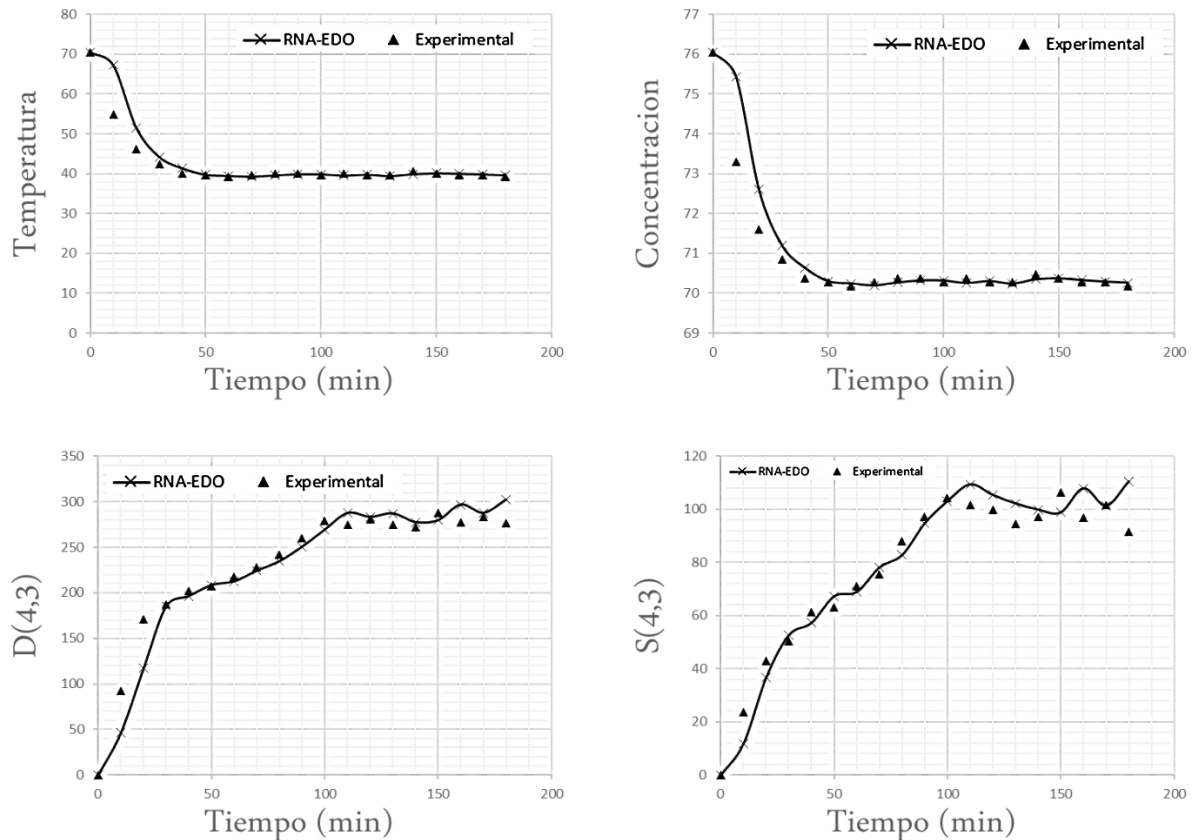 RNA-EDO Experimental
Temperatura
80
70
60
50
40
30
20
10
0
0 50 100 150 200
Tiempo (min)
RNA-EDO Experimental
Concentracion
77
76
75
74
73
72
71
70
69
0 50 100 150 200
Tiempo (min)
RNA-EDO Experimental
D(4,3)
350
300
250
200
150
100
50
0
0 50 100 150 200
Tiempo (min)
RNA-EDO Experimental
S(4,3)
120
100
80
60
40
20
0
0 50 100 150 200
Tiempo (min)